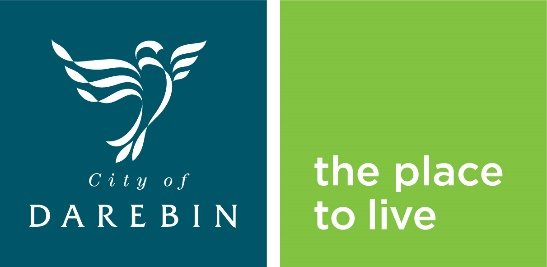 City of
DAREBIN
the place
to live